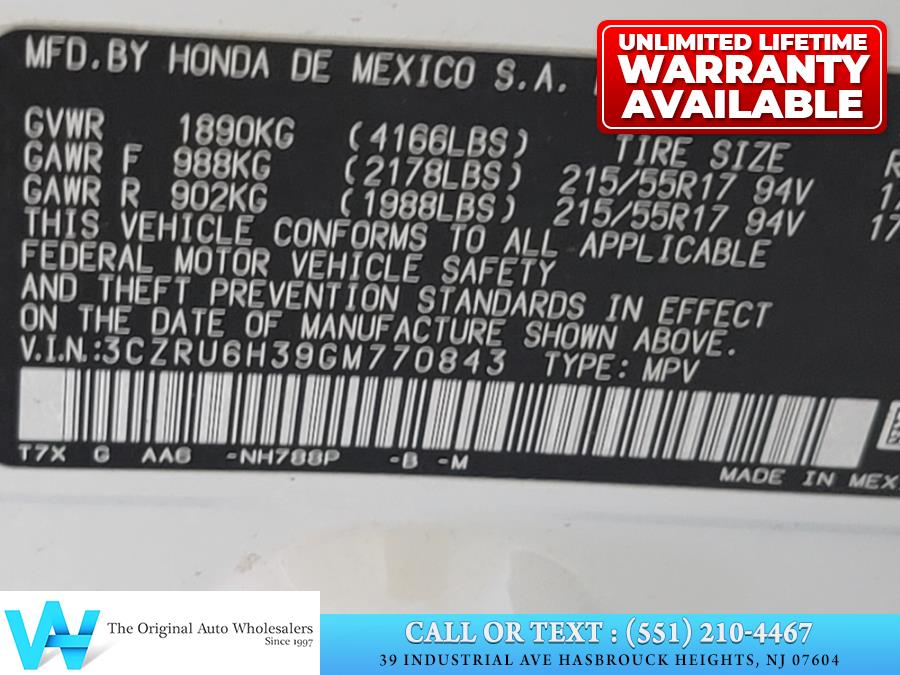 MFD.BY HONDA DE MEXICO S.A.
UNLIMITED LIFETIME
WARRANTY
AVAILABLE
GVWR 1890KG (4166LBS) TIRE SIZE
GAWR F 988KG (2178LBS) 215/55R17 94V
GAWR R 902KG (1988LBS) 215/55R17 94V
THIS VEHICLE CONFORMS TO ALL APPLICABLE
FEDERAL MOTOR VEHICLE SAFETY
AND THEFT PREVENTION STANDARDS IN EFFECT
ON THE DATE OF MANUFACTURE SHOWN ABOVE.
V.I.N.:3CZRU6H39GM770843 TYPE: MPV
T7X G AA6 -NH788P -B -M
MADE IN MEX
The Original Auto Wholesalers
Since 1997
CALL OR TEXT : (551) 210-4467
39 INDUSTRIAL AVE HASBROUCK HEIGHTS, NJ 07604